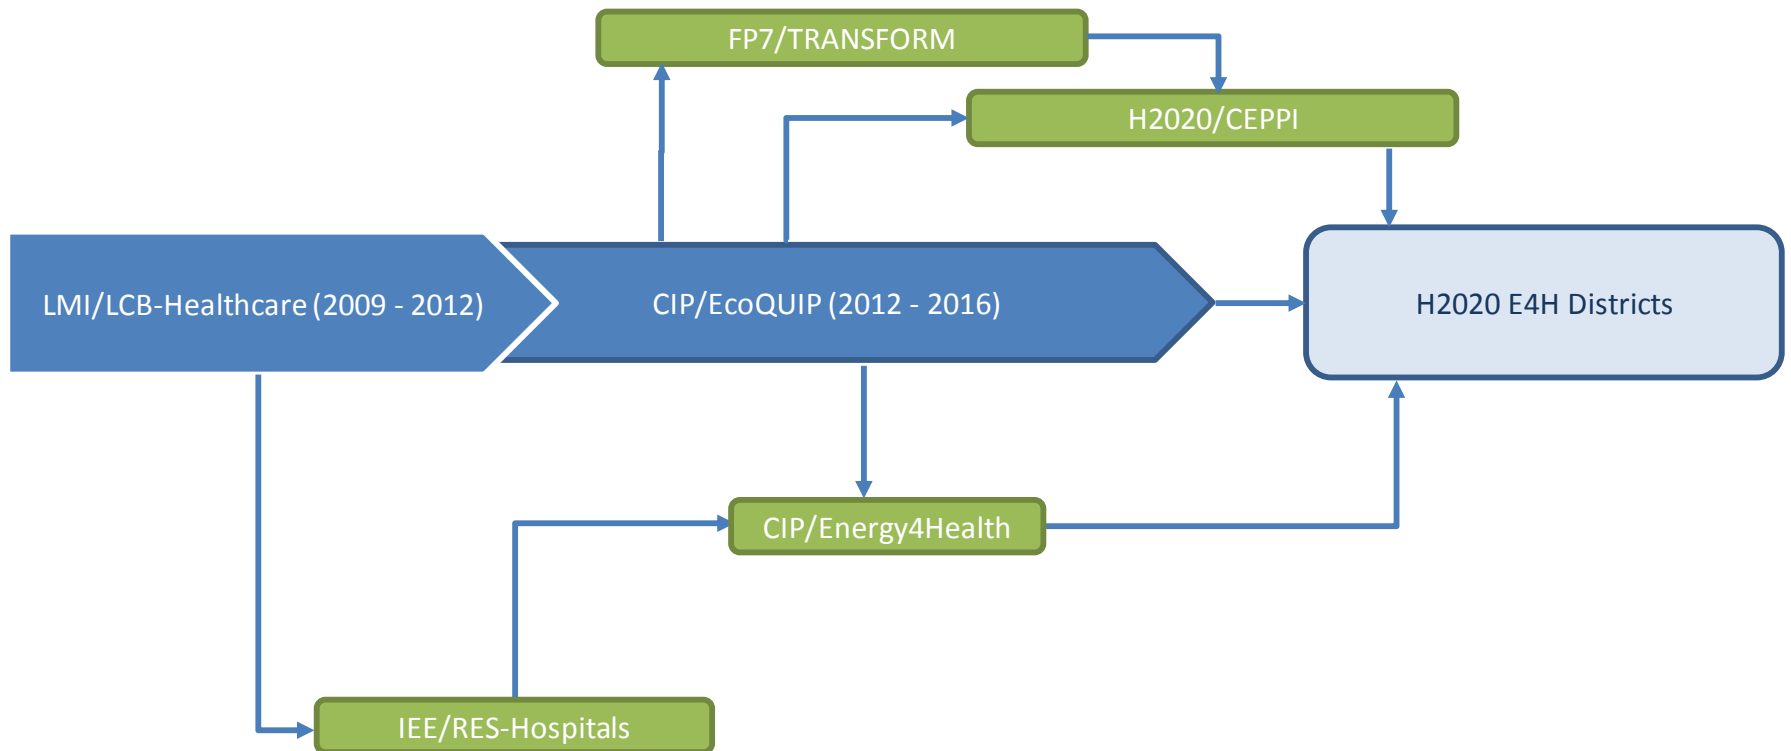 FP7/TRANSFORM
H2020/CEPPI
LMI/LCB-Healthcare (2009 - 2012)
CIP/EcoQUIP (2012 - 2016)
H2020 E4H Districts
CIP/Energy4Health
IEE/RES-Hospitals